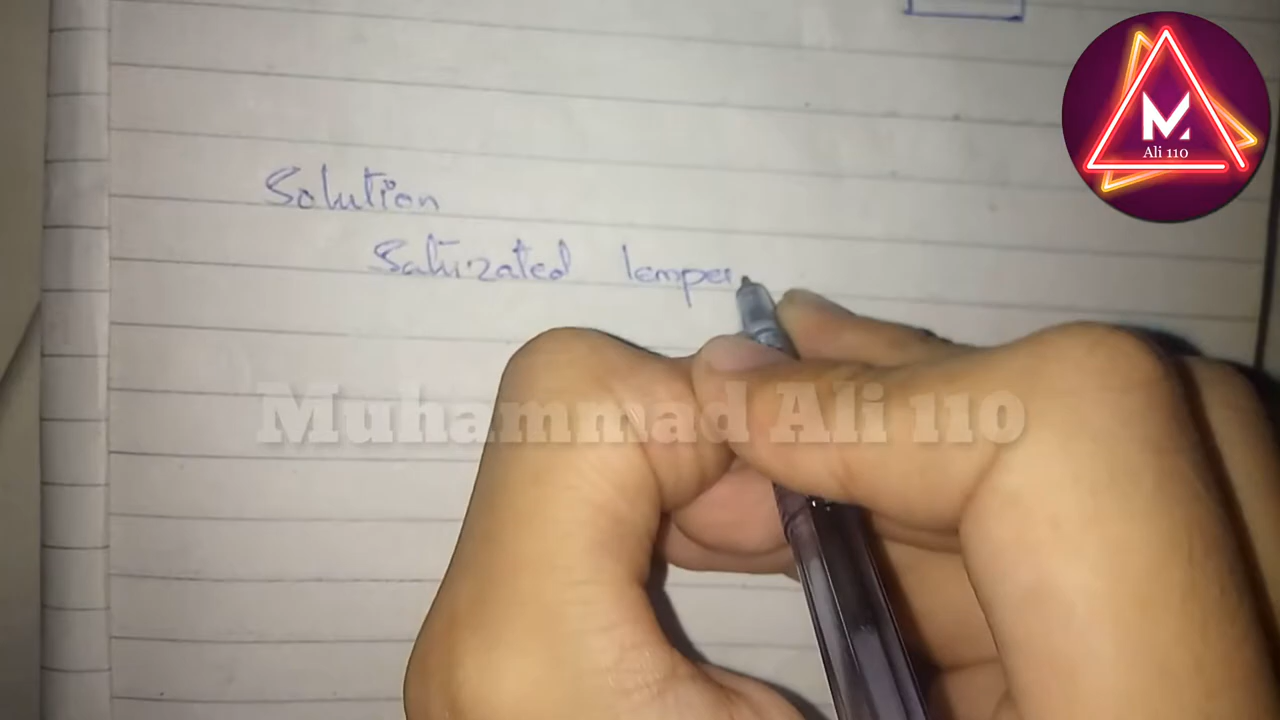 Solution
Saturated temper
M
Ali 110
Muhammad Ali 110